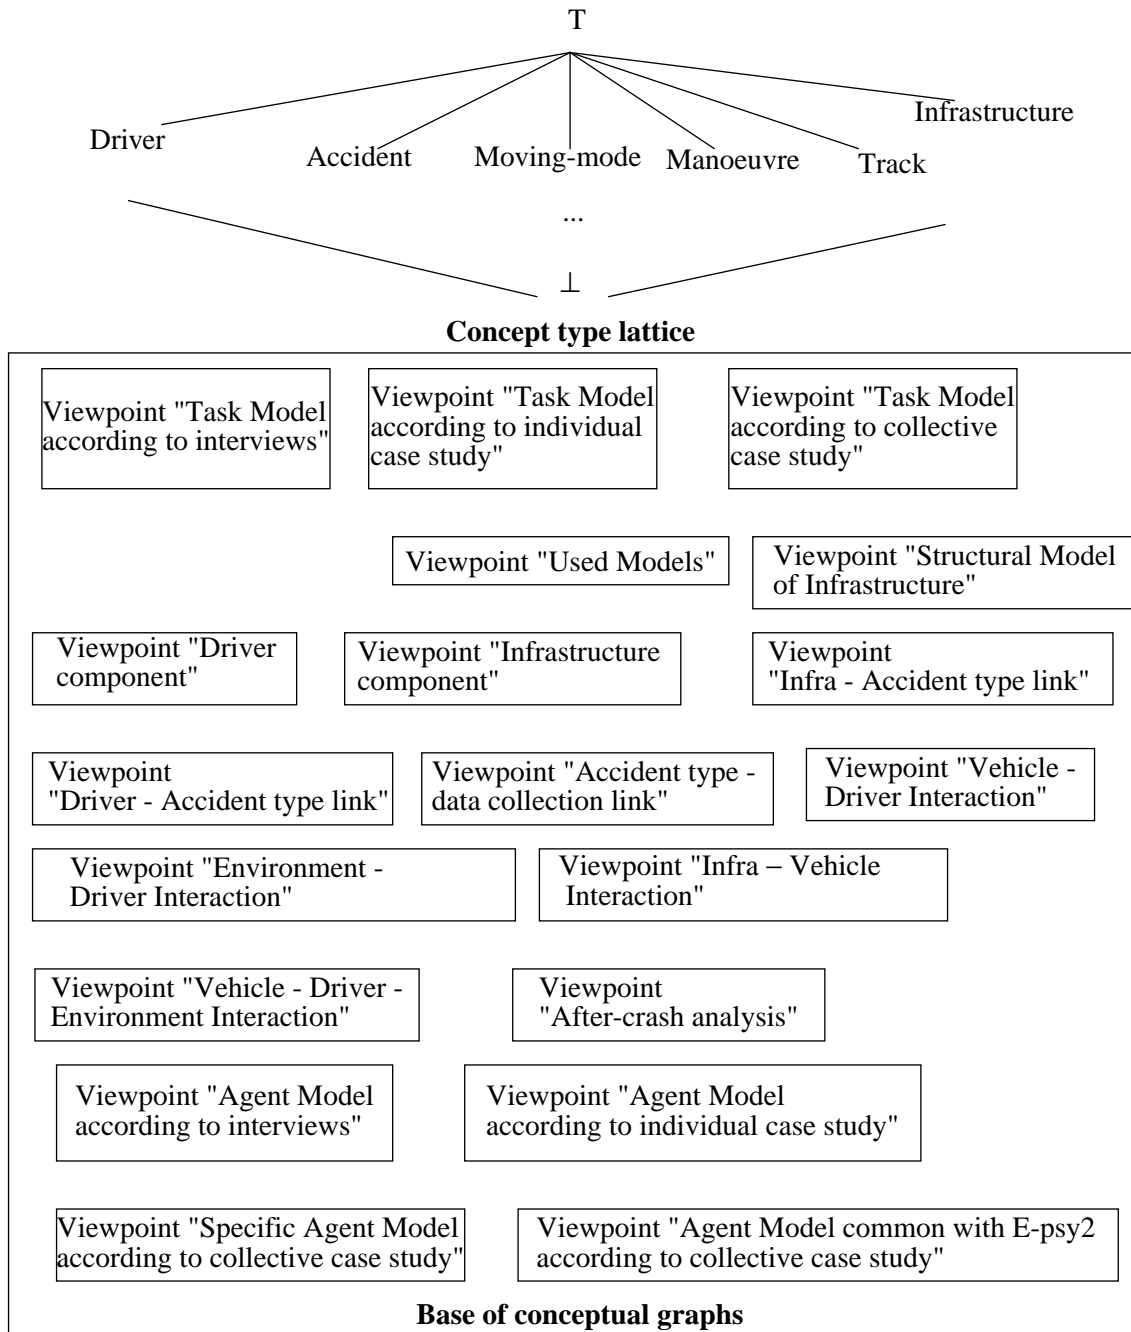 T
Driver
Accident
Moving-mode
Manoeuvre
Track
Infrastructure
...
⊥
Concept type lattice
Viewpoint "Task Model
according to interviews"
Viewpoint "Task Model
according to individual
case study"
Viewpoint "Task Model
according to collective
case study"
Viewpoint "Used Models"
Viewpoint "Structural Model
of Infrastructure"
Viewpoint "Driver
component"
Viewpoint "Infrastructure
component"
Viewpoint
"Infra - Accident type link"
Viewpoint
"Driver - Accident type link"
Viewpoint "Accident type -
data collection link"
Viewpoint "Vehicle -
Driver Interaction"
Viewpoint "Environment -
Driver Interaction"
Viewpoint "Infra – Vehicle
Interaction"
Viewpoint "Vehicle - Driver -
Environment Interaction"
Viewpoint
"After-crash analysis"
Viewpoint "Agent Model
according to interviews"
Viewpoint "Agent Model
according to individual case study"
Viewpoint "Specific Agent Model
according to collective case study"
Viewpoint "Agent Model common with E-psy2
according to collective case study"
Base of conceptual graphs